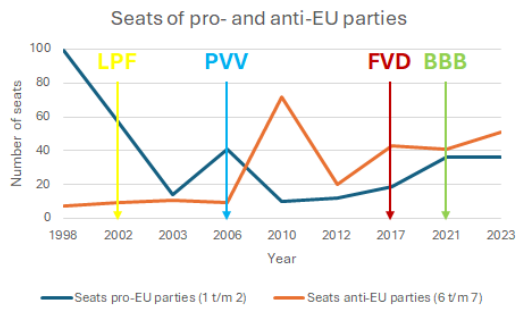 Seats of pro- and anti-EU parties
LPF PVV FVD BBB
Number of seats
100
80
60
40
20
0
1998 2002 2003 2006 2010 2012 2017 2021 2023
Year
Seats pro-EU parties (1 t/m 2) Seats anti-EU parties (6 t/m 7)